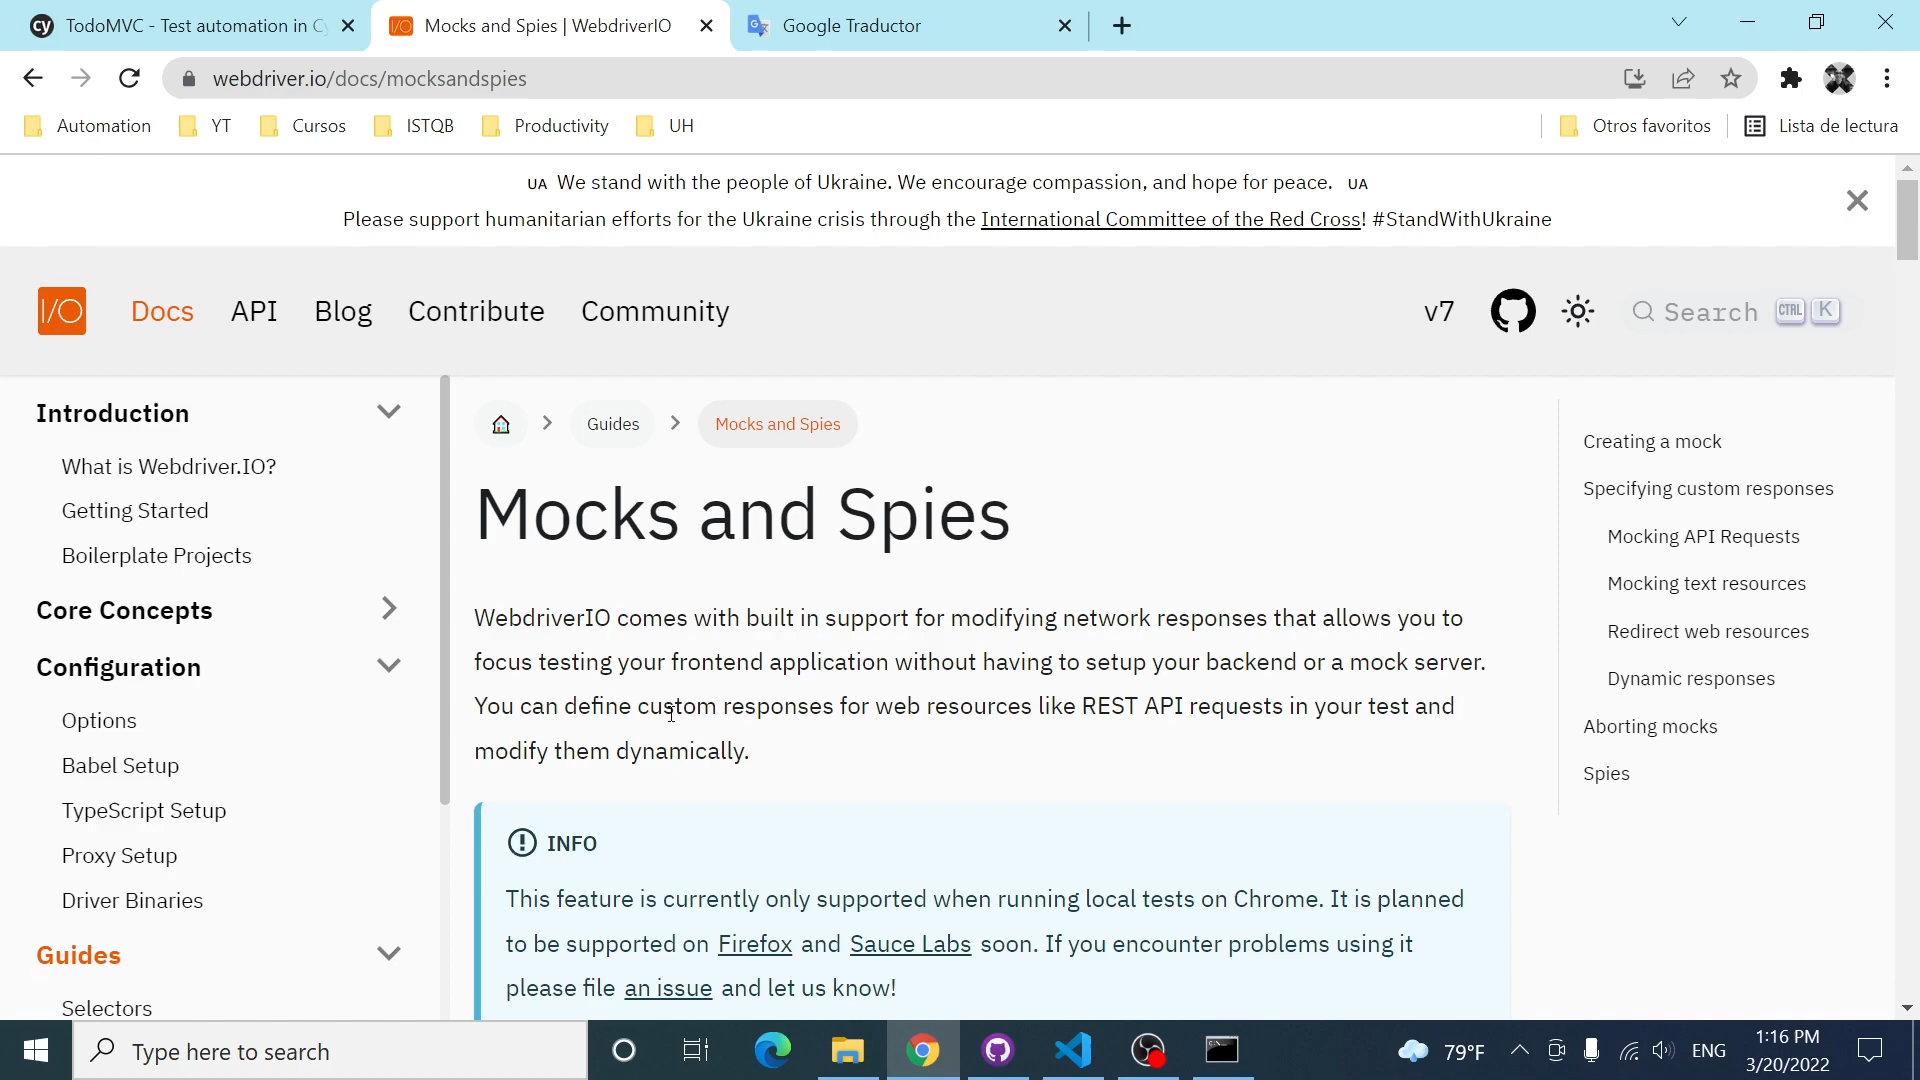 TodoMVC - Test automation in Cy
Mocks and Spies | WebdriverIO
Google Traductor
webdriver.io/docs/mocksandspies
Automation
YT
Cursos
ISTQB
Productivity
UH
Otros favoritos
Lista de lectura
UA We stand with the people of Ukraine. We encourage compassion, and hope for peace. UA
Please support humanitarian efforts for the Ukraine crisis through the International Committee of the Red Cross! #StandWithUkraine
I/O
Docs
API
Blog
Contribute
Community
v7
Search CTRL K
Introduction
What is Webdriver.IO?
Getting Started
Boilerplate Projects
Core Concepts
Configuration
Options
Babel Setup
TypeScript Setup
Proxy Setup
Driver Binaries
Guides
Selectors
Guides
Mocks and Spies
Mocks and Spies
WebdriverIO comes with built in support for modifying network responses that allows you to
focus testing your frontend application without having to setup your backend or a mock server.
You can define custom responses for web resources like REST API requests in your test and
modify them dynamically.
INFO
This feature is currently only supported when running local tests on Chrome. It is planned
to be supported on Firefox and Sauce Labs soon. If you encounter problems using it
please file an issue and let us know!
Creating a mock
Specifying custom responses
Mocking API Requests
Mocking text resources
Redirect web resources
Dynamic responses
Aborting mocks
Spies
Type here to search
79°F
ENG
1:16 PM
3/20/2022